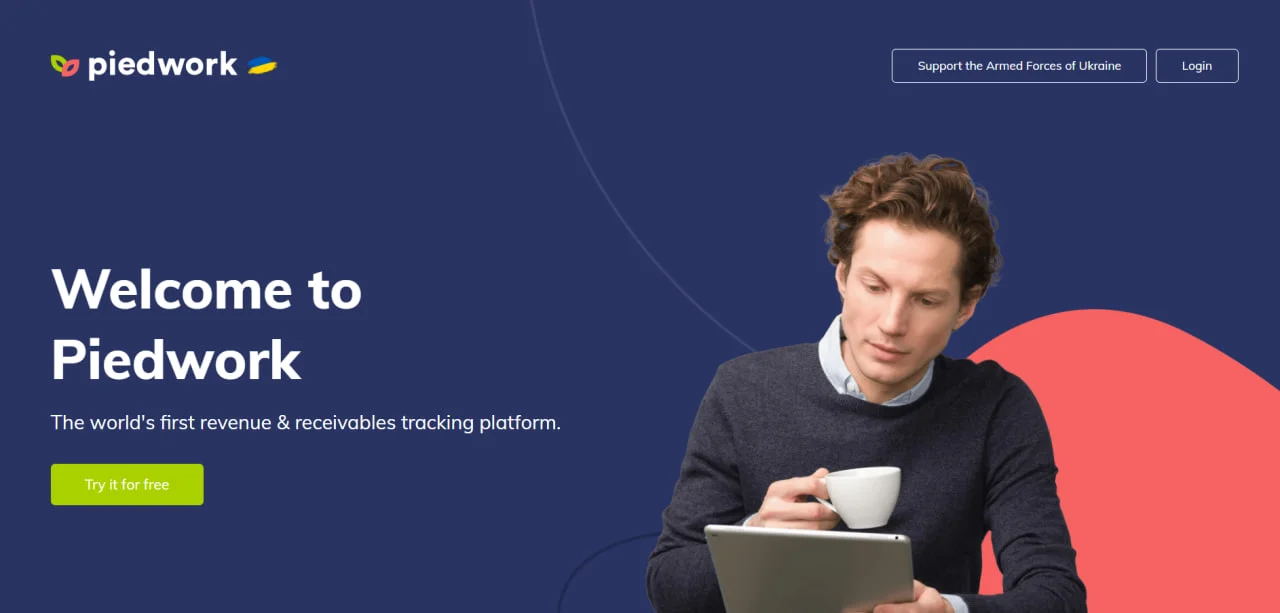 piedwork
Support the Armed Forces of Ukraine
Login
Welcome to
Piedwork
The world's first revenue & receivables tracking platform.
Try it for free